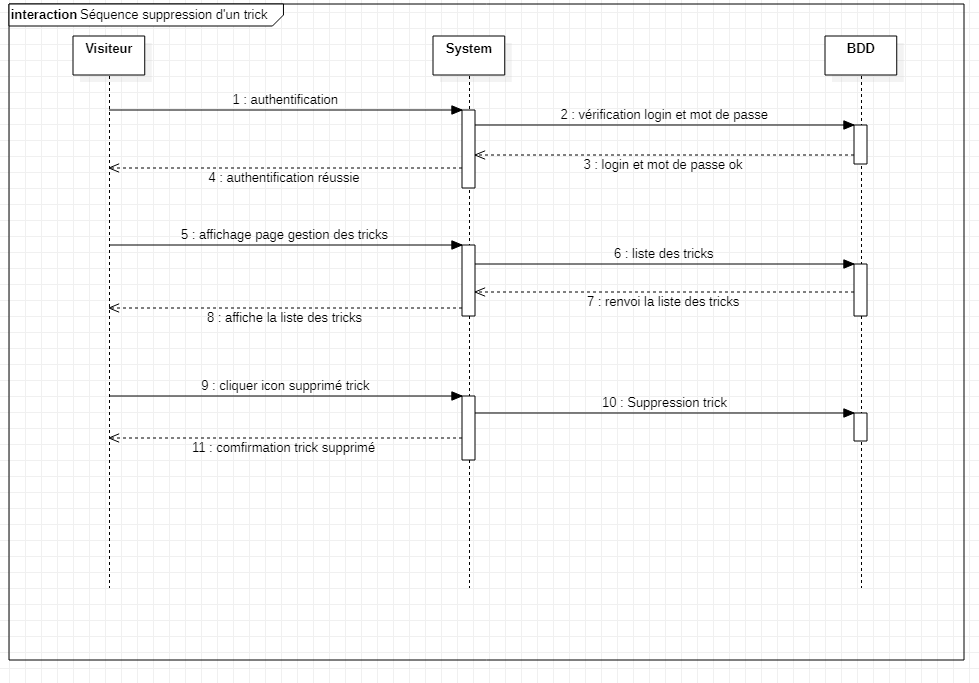 interaction Séquence suppression d'un trick
Visiteur
System
BDD
1 : authentification
2 : vérification login et mot de passe
3 : login et mot de passe ok
4 : authentification réussie
5 : affichage page gestion des tricks
6 : liste des tricks
7 : renvoi la liste des tricks
8 : affiche la liste des tricks
9 : cliquer icon supprimé trick
10 : Suppression trick
11 : comfirmation trick supprimé